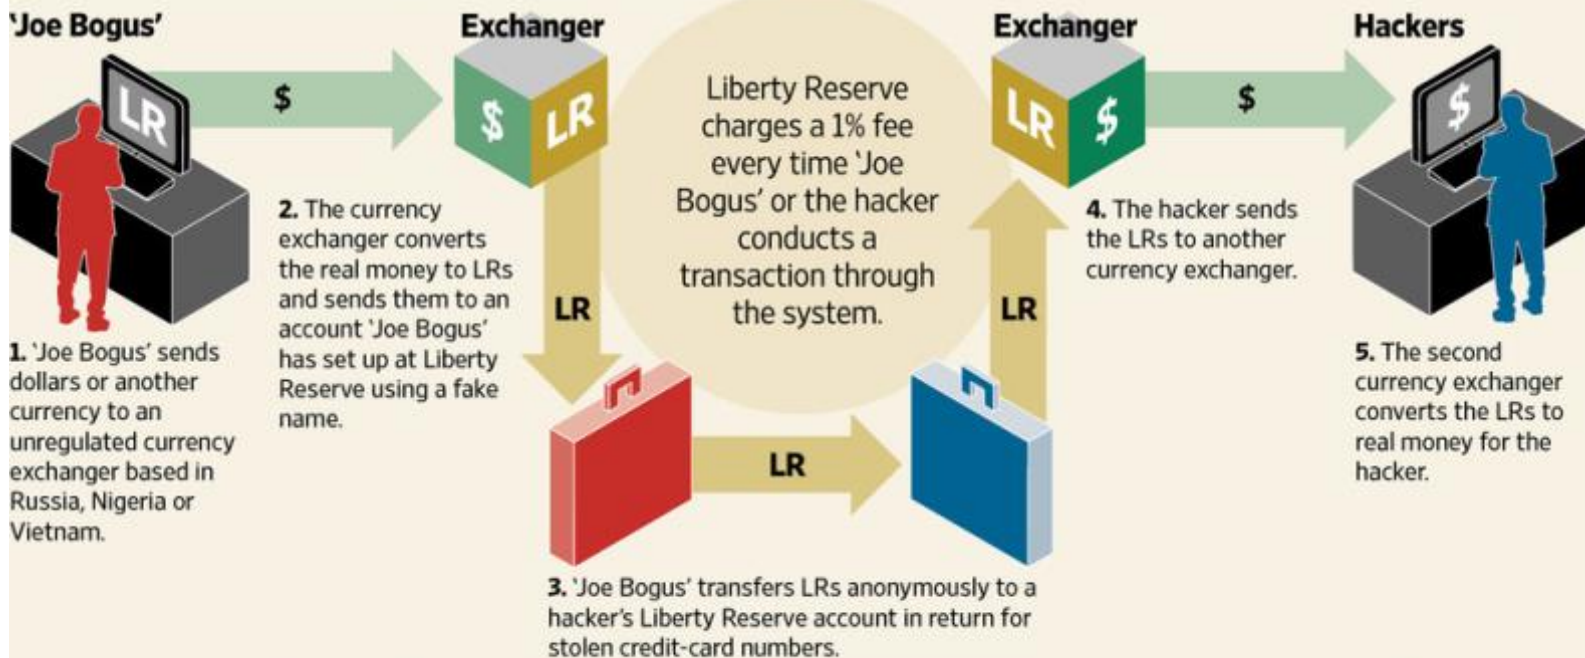 'Joe Bogus'
Exchanger
Exchanger
Hackers
LR
$
$
LR
LR
$
$
$
Liberty Reserve
charges a 1% fee
every time 'Joe
Bogus' or the hacker
conducts a
transaction through
the system.
1. 'Joe Bogus' sends
dollars or another
currency to an
unregulated currency
exchanger based in
Russia, Nigeria or
Vietnam.
2. The currency
exchanger converts
the real money to LRs
and sends them to an
account 'Joe Bogus'
has set up at Liberty
Reserve using a fake
name.
LR
LR
LR
3. 'Joe Bogus' transfers LRs anonymously to a
hacker's Liberty Reserve account in return for
stolen credit-card numbers.
4. The hacker sends
the LRs to another
currency exchanger.
5. The second
currency exchanger
converts the LRs to
real money for the
hacker.